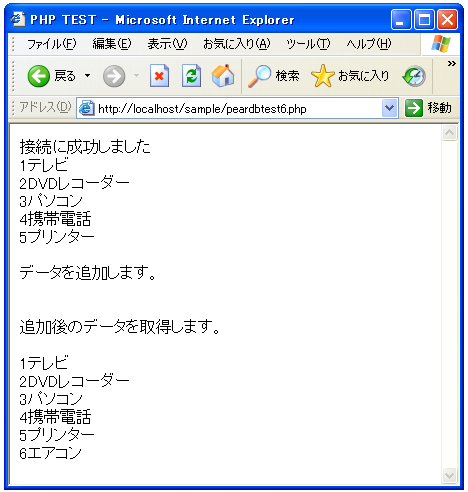 PHP TEST - Microsoft Internet Explorer
ファイル(F) 編集(E) 表示(V) お気に入り(A) ツール(T) ヘルプ(H)
戻る 検索 お気に入り
アドレス(D) http://localhost/sample/peardbtest6.php 移動
接続に成功しました
1テレビ
2DVDレコーダー
3パソコン
4携帯電話
5プリンター
データを追加します。
追加後のデータを取得します。
1テレビ
2DVDレコーダー
3パソコン
4携帯電話
5プリンター
6エアコン